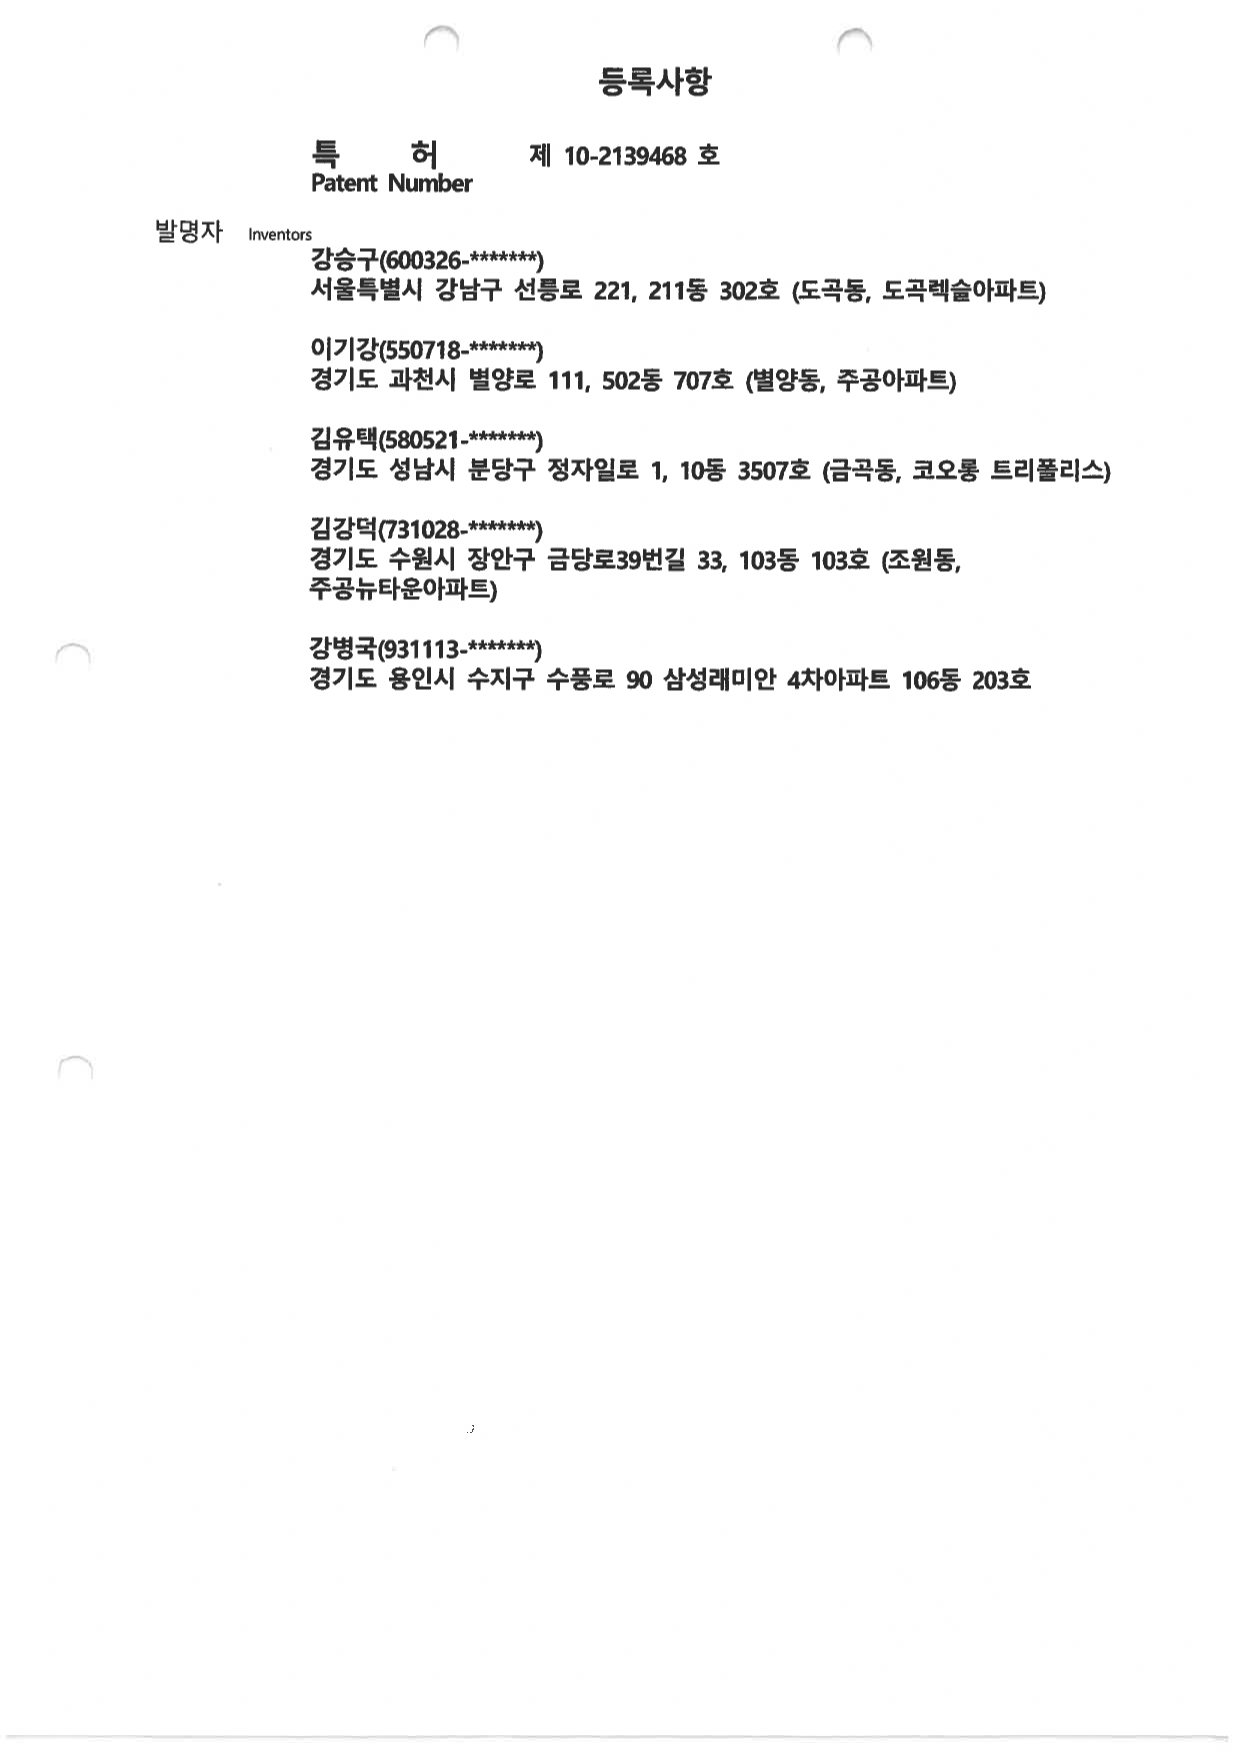 등록사항
특 허 제 10-2139468 호
Patent Number
발명자 Inventors
강승구(600326-*******)
서울특별시 강남구 선릉로 221, 211동 302호 (도곡동, 도곡렉슬아파트)
이기강(550718-*******)
경기도 과천시 별양로 111, 502동 707호 (별양동, 주공아파트)
김유택(580521-*******)
경기도 성남시 분당구 정자일로 1, 10동 3507호 (금곡동, 코오롱 트리폴리스)
김강덕(731028-*******)
경기도 수원시 장안구 금당로39번길 33, 103동 103호 (조원동,
주공뉴타운아파트)
강병국(931113-*******)
경기도 용인시 수지구 수풍로 90 삼성래미안 4차아파트 106동 203호